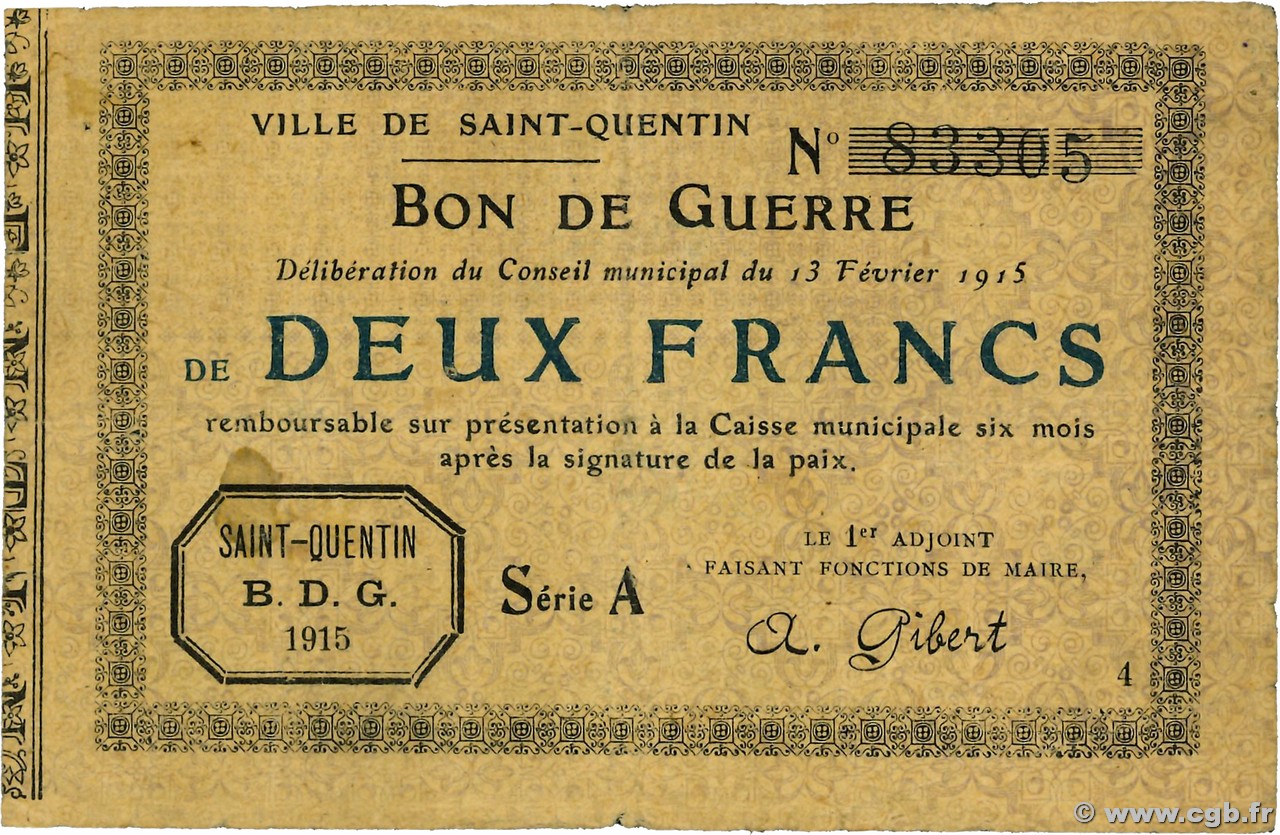 VILLE DE SAINT-QUENTIN
Nº 83305
BON DE GUERRE
Délibération du Conseil municipal du 13 Février 1915
DE DEUX FRANCS
remboursable sur présentation à la Caisse municipale six mois
après la signature de la paix.
SAINT-QUENTIN
B. D. G.
1915
Série A
LE 1er ADJOINT
FAISANT FONCTIONS DE MAIRE,
A. Gibert
4
© www.cgb.fr